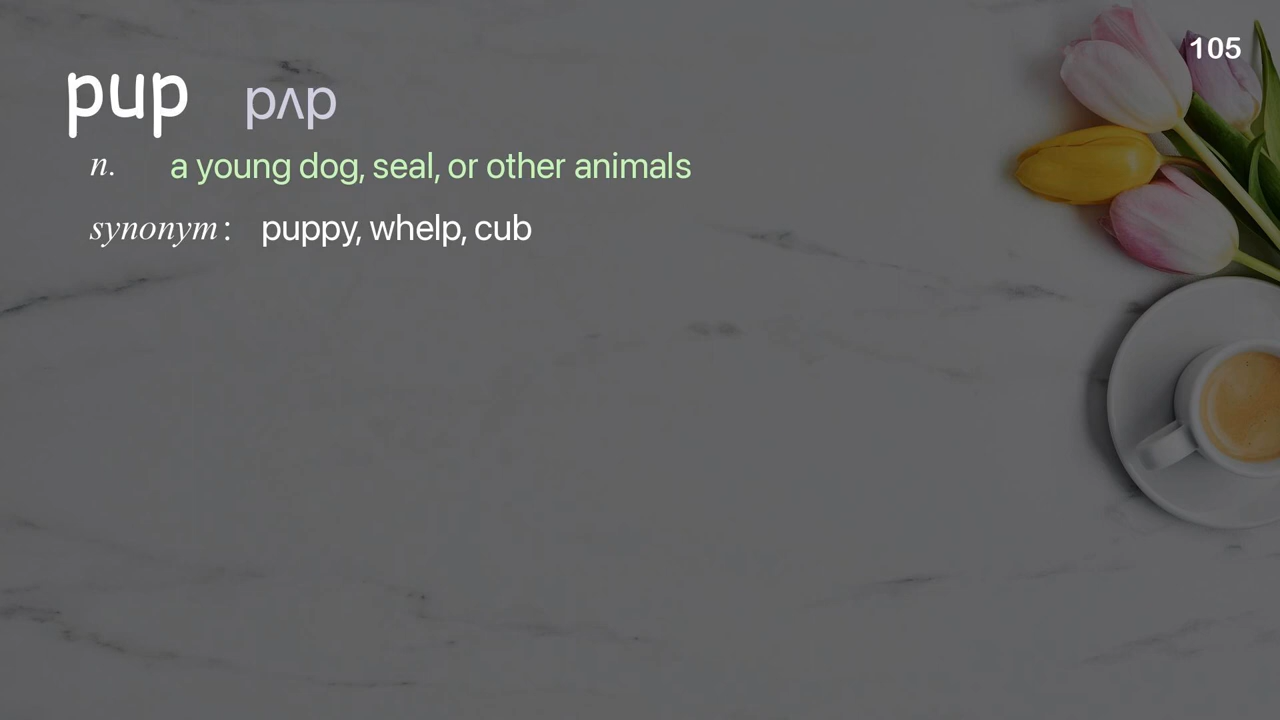 105
pup pʌp
n. a young dog, seal, or other animals
synonym: puppy, whelp, cub